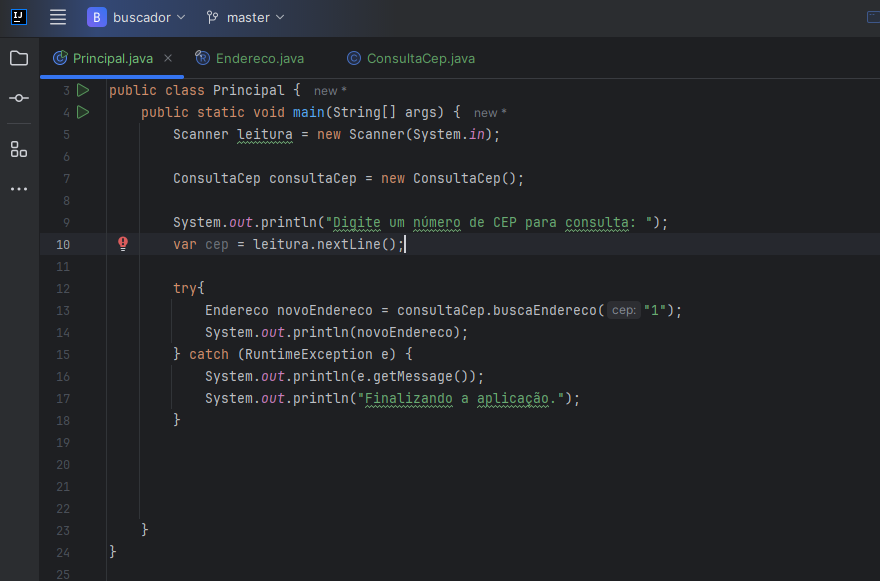 IJ
B buscador master
Principal.java Endereco.java ConsultaCep.java
3 public class Principal { new *
4 public static void main(String[] args) { new *
5 Scanner leitura = new Scanner(System.in);
6
7 ConsultaCep consultaCep = new ConsultaCep();
8
9 System.out.println("Digite um número de CEP para consulta: ");
10 var cep = leitura.nextLine();
11
12 try{
13 Endereco novoEndereco = consultaCep.buscaEndereco( cep: "1");
14 System.out.println(novoEndereco);
15 } catch (RuntimeException e) {
16 System.out.println(e.getMessage());
17 System.out.println("Finalizando a aplicação.");
18 }
19
20
21
22
23 }
24 }
25